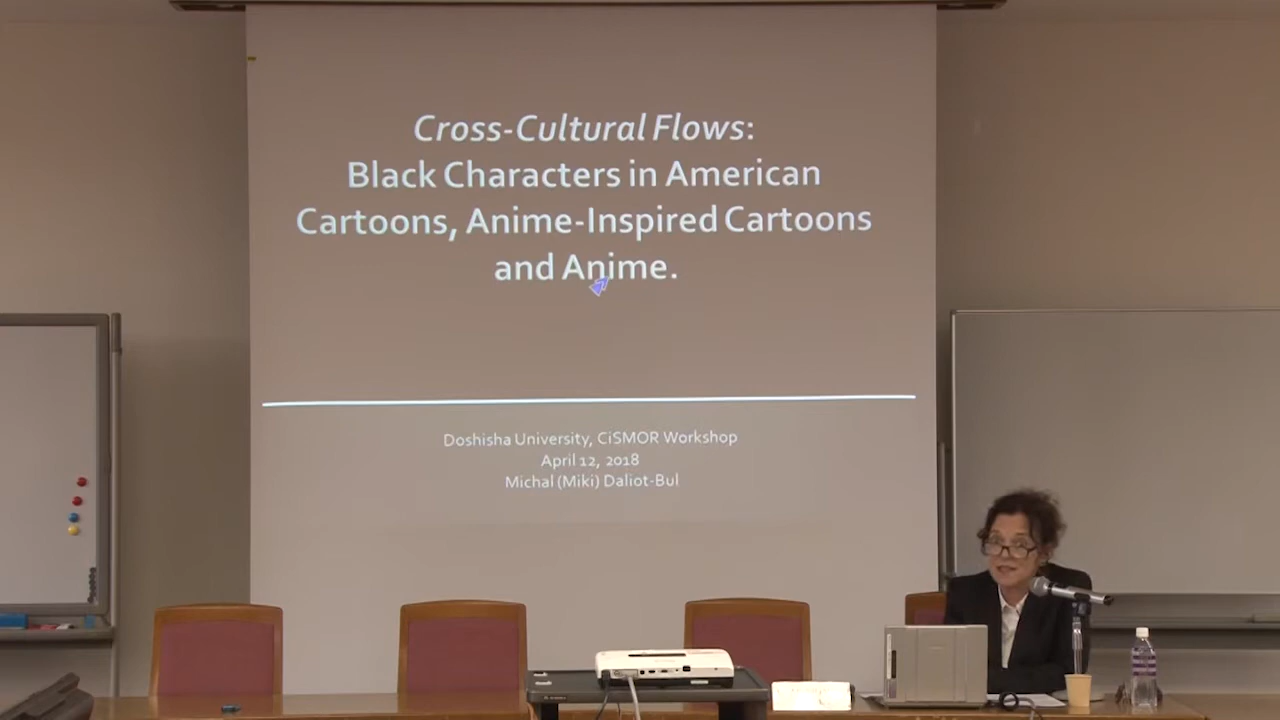 Cross-Cultural Flows:
Black Characters in American
Cartoons, Anime-Inspired Cartoons
and Anime.
Doshisha University, CiSMOR Workshop
April 12, 2018
Michal (Miki) Daliot-Bul